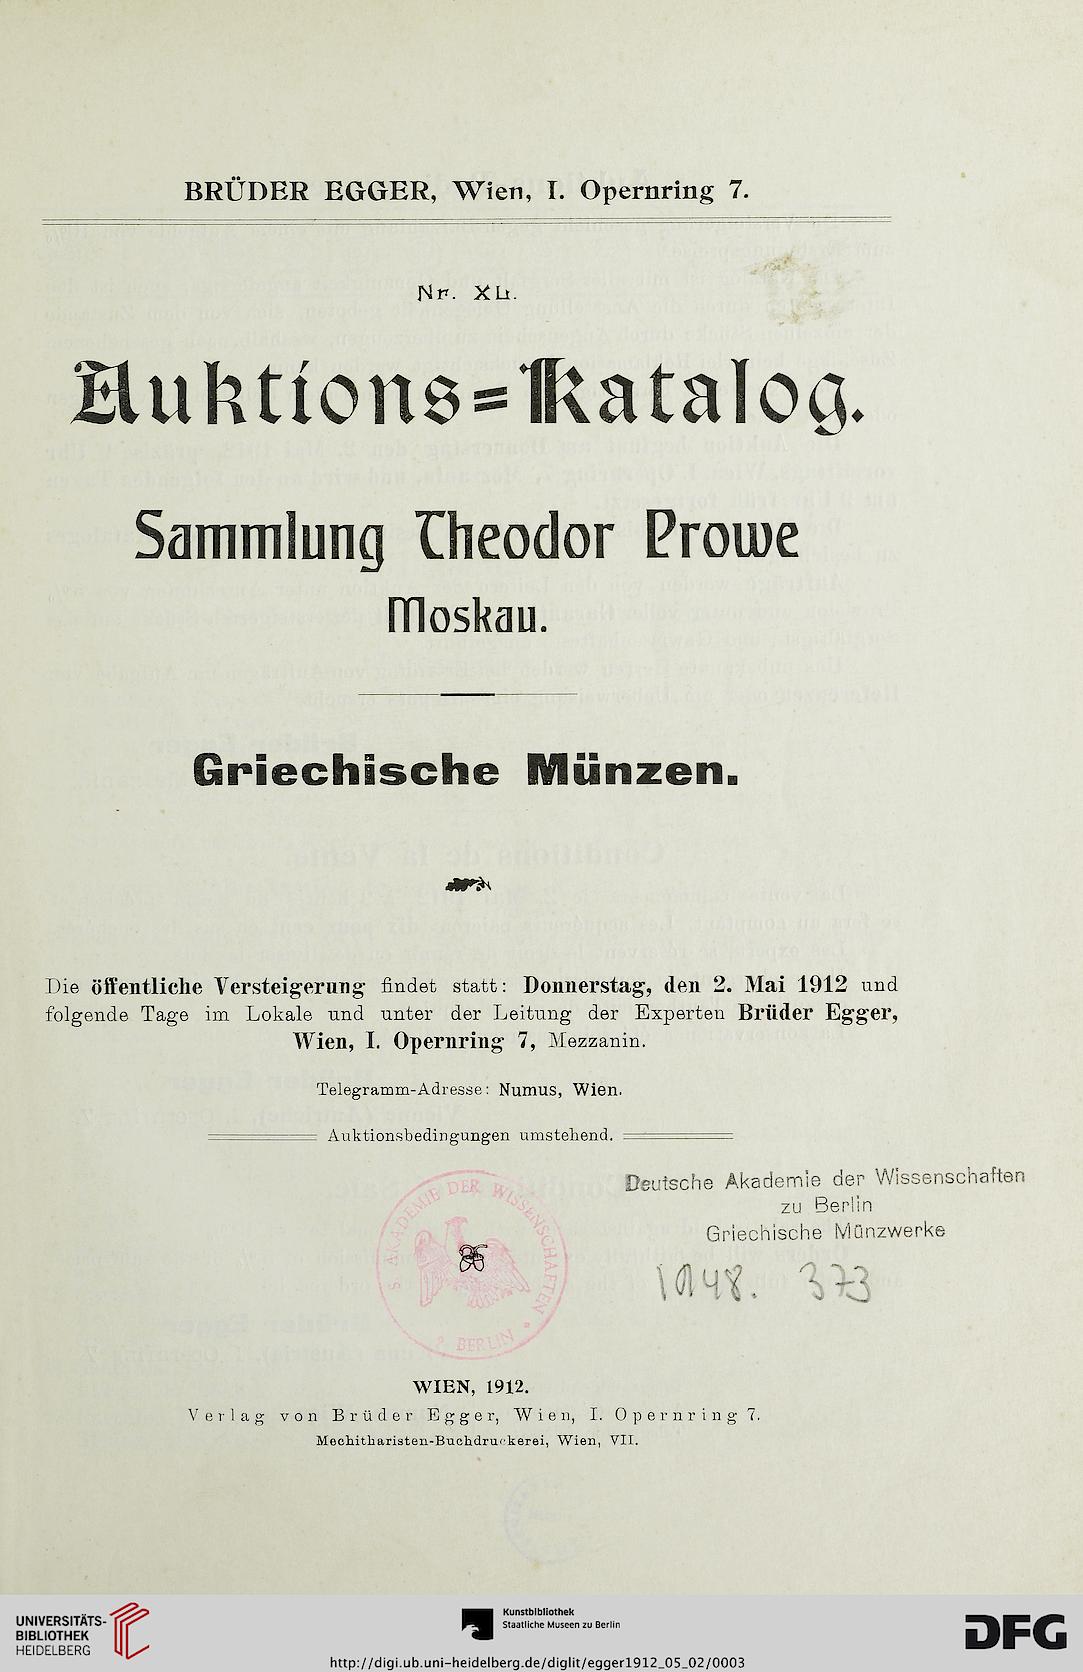 BRÜDER EGGER, Wien, I. Opernring 7.
Nr. XL.
Auktions=Katalog.
Sammlung Theodor Prowe
Moskau.
Griechische Münzen.
Die öffentliche Versteigerung findet statt: Donnerstag, den 2. Mai 1912 und
folgende Tage im Lokale und unter der Leitung der Experten Brüder Egger,
Wien, I. Opernring 7, Mezzanin.
Telegramm-Adresse: Numus, Wien.
Auktionsbedingungen umstehend.
Deutsche Akademie der Wissenschaften
zu Berlin
Griechische Münzwerke
1948. 373
S. AKADEMIE DER WISSENSCHAFTEN
BERLIN
WIEN, 1912.
Verlag von Brüder Egger, Wien, I. Opernring 7.
Mechitharisten-Buchdruckerei, Wien, VII.
UNIVERSITÄTS-
BIBLIOTHEK
HEIDELBERG
Kunstbibliothek
Staatliche Museen zu Berlin
DFG
http://digi.ub.uni-heidelberg.de/diglit/egger1912_05_02/0003